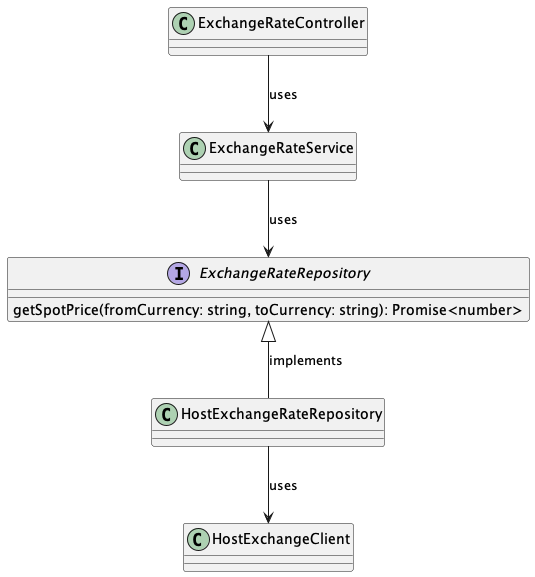 C ExchangeRateController
uses
C ExchangeRateService
uses
I ExchangeRateRepository
getSpotPrice(fromCurrency: string, toCurrency: string): Promise<number>
implements
C HostExchangeRateRepository
uses
C HostExchangeClient